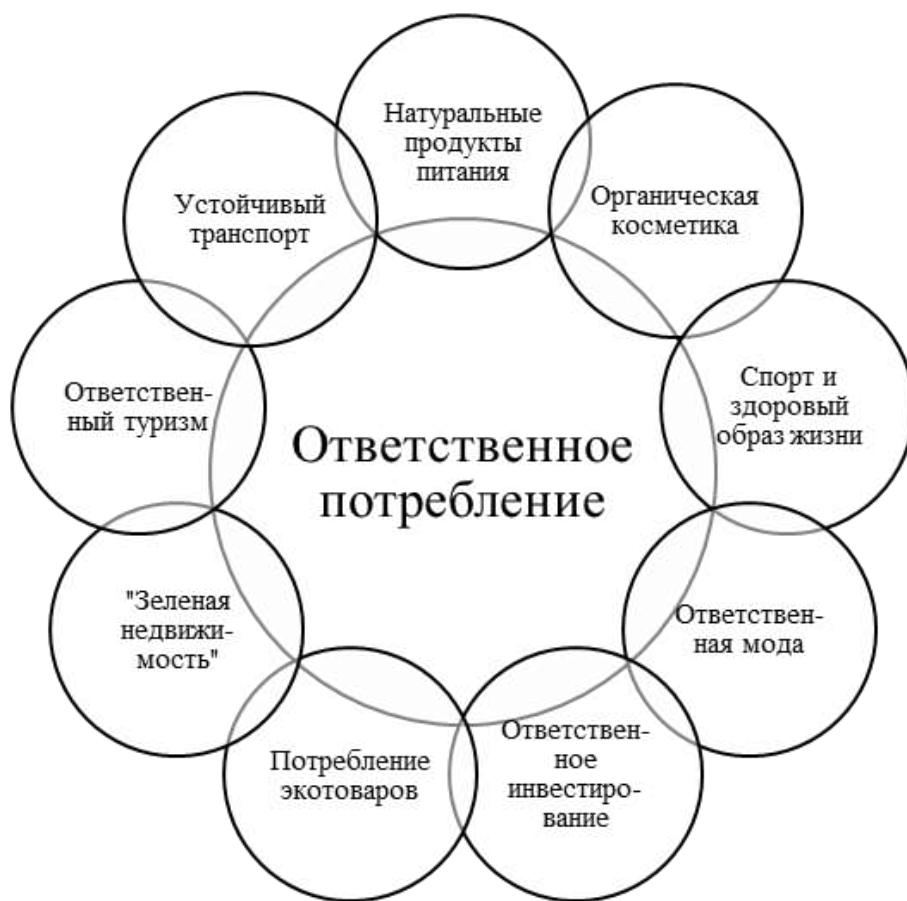 Натуральные
продукты
питания
Органическая
косметика
Спорт и
здоровый
образ жизни
Ответствен-
ная мода
Ответствен-
ное
инвестиро-
вание
Потребление
экотоваров
"Зеленая
недвижи-
мость"
Ответствен-
ный туризм
Устойчивый
транспорт
Ответственное
потребление